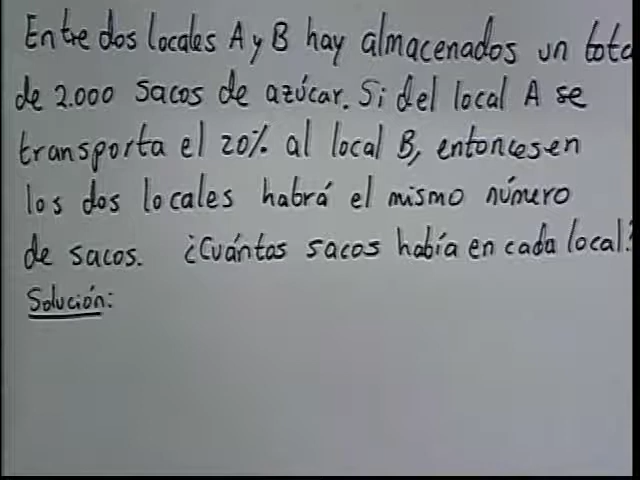 Entre dos locales A y B hay almacenados un tota
de 2.000 sacos de azúcar. Si del local A se
transporta el 20% al local B, entonces en
los dos locales habrá el mismo número
de sacos. ¿Cuántos sacos había en cada local?
Solución: